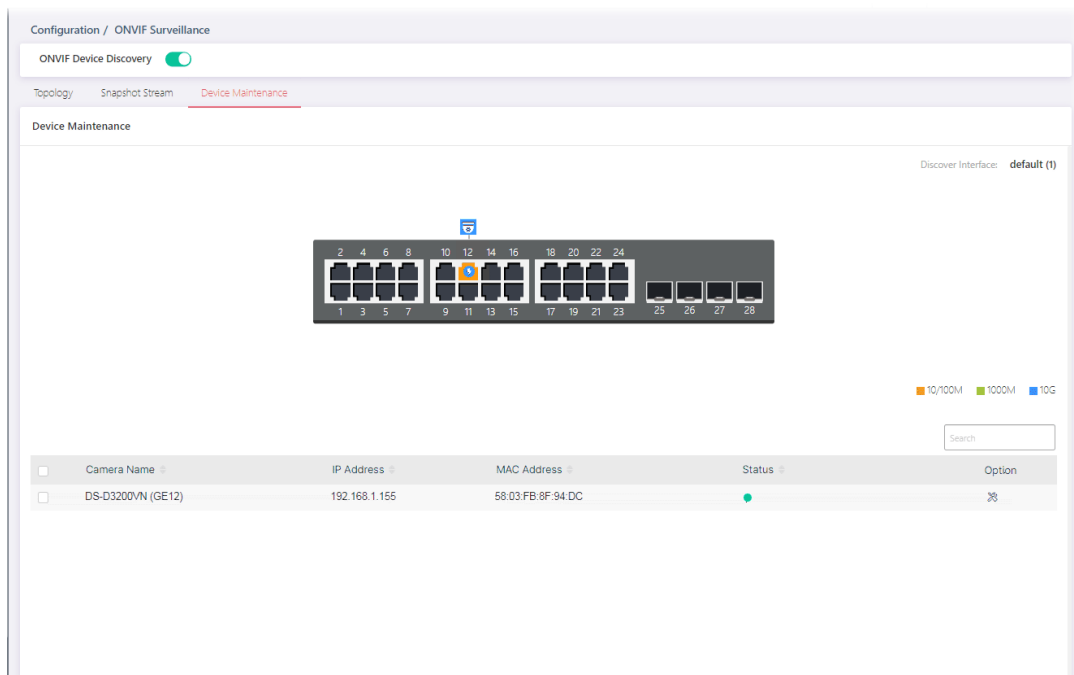 Configuration / ONVIF Surveillance
ONVIF Device Discovery
Topology Snapshot Stream Device Maintenance
Device Maintenance
Discover Interface: default (1)
2 4 6 8 10 12 14 16 18 20 22 24
1 3 5 7 9 11 13 15 17 19 21 23 25 26 27 28
10/100M 1000M 10G
Search
Camera Name IP Address MAC Address Status Option
DS-D3200VN (GE12) 192.168.1.155 58:03:FB:8F:94:DC